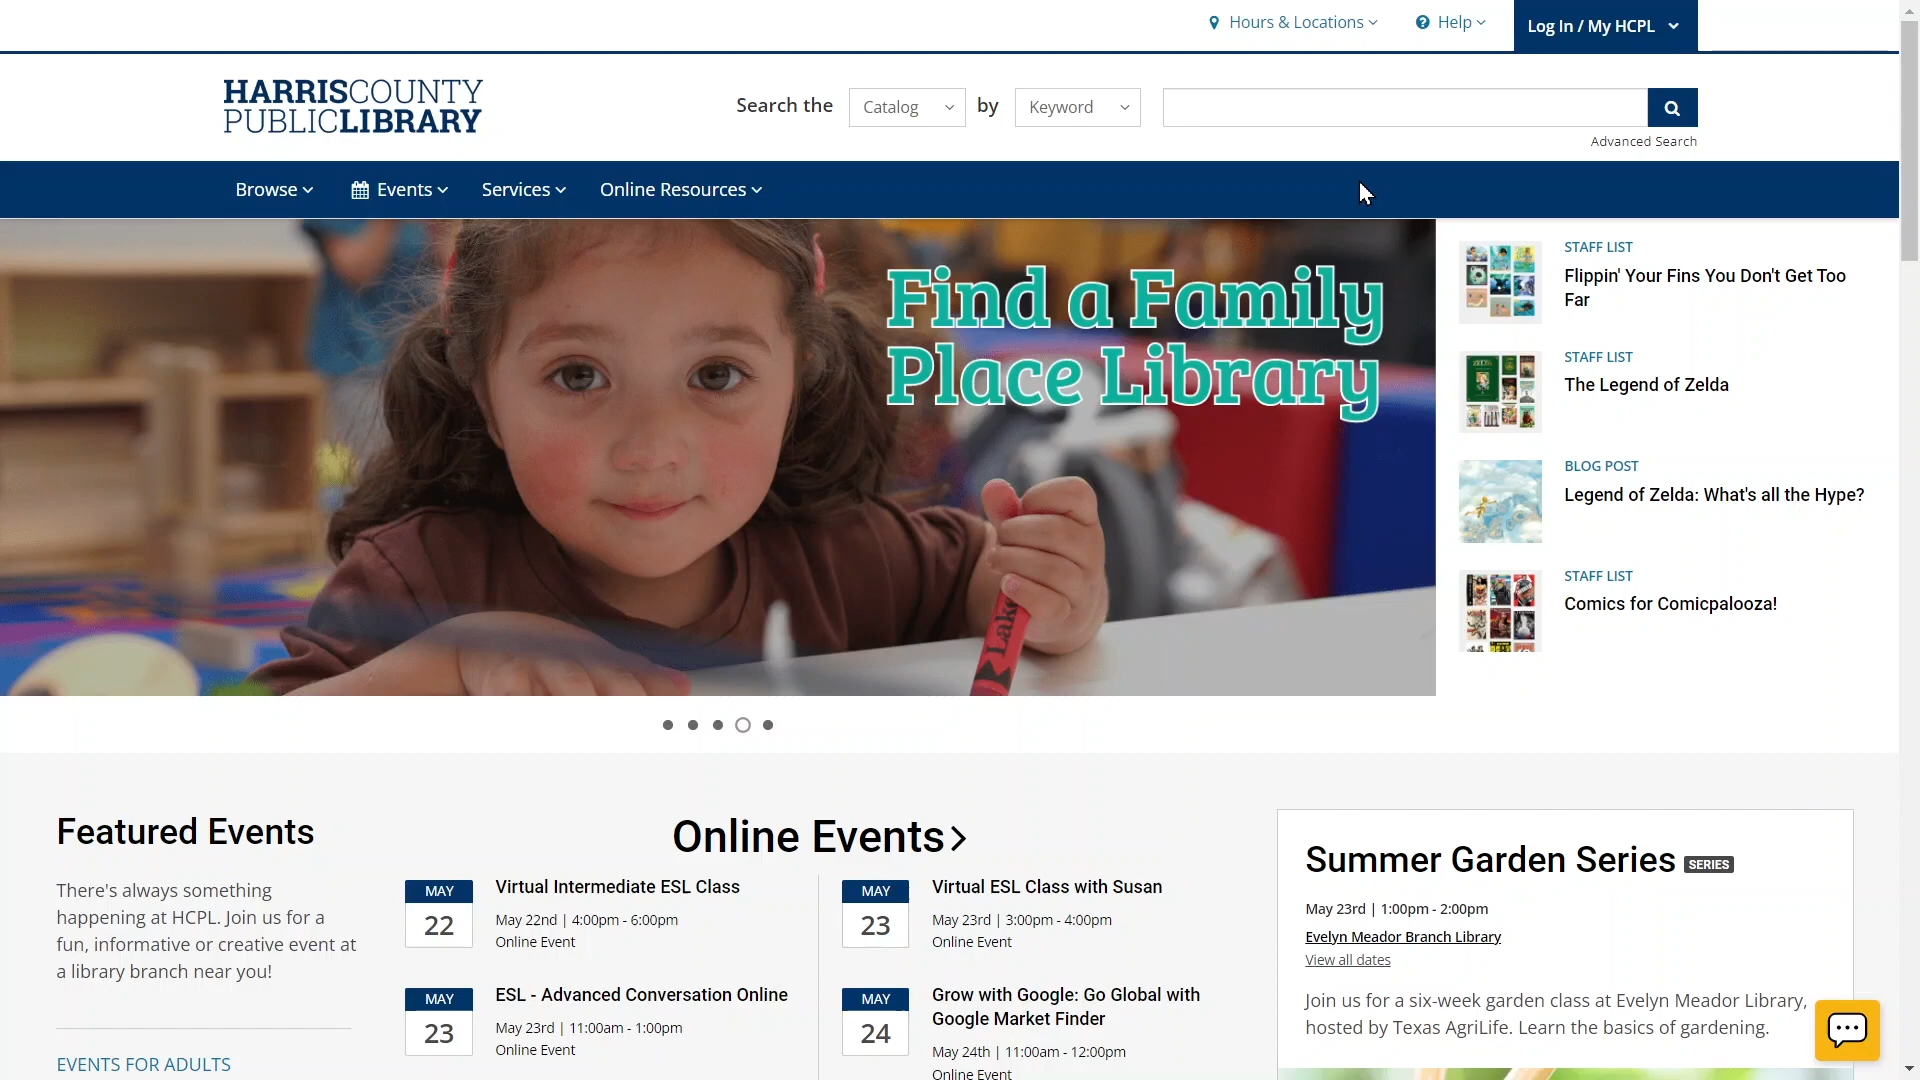 Hours & Locations
Help
Log In / My HCPL
HARRISCOUNTY
PUBLICLIBRARY
Search the
Catalog
by
Keyword
Advanced Search
Browse
Events
Services
Online Resources
Find a Family
Place Library
STAFF LIST
Flippin' Your Fins You Don't Get Too
Far
STAFF LIST
The Legend of Zelda
BLOG POST
Legend of Zelda: What's all the Hype?
STAFF LIST
Comics for Comicpalooza!
Lake
Featured Events
There's always something
happening at HCPL. Join us for a
fun, informative or creative event at
a library branch near you!
EVENTS FOR ADULTS
Online Events
MAY
22
Virtual Intermediate ESL Class
May 22nd | 4:00pm - 6:00pm
Online Event
MAY
23
ESL - Advanced Conversation Online
May 23rd | 11:00am - 1:00pm
Online Event
MAY
23
Virtual ESL Class with Susan
May 23rd | 3:00pm - 4:00pm
Online Event
MAY
24
Grow with Google: Go Global with
Google Market Finder
May 24th | 11:00am - 12:00pm
Online Event
Summer Garden Series SERIES
May 23rd | 1:00pm - 2:00pm
Evelyn Meador Branch Library
View all dates
Join us for a six-week garden class at Evelyn Meador Library,
hosted by Texas AgriLife. Learn the basics of gardening.